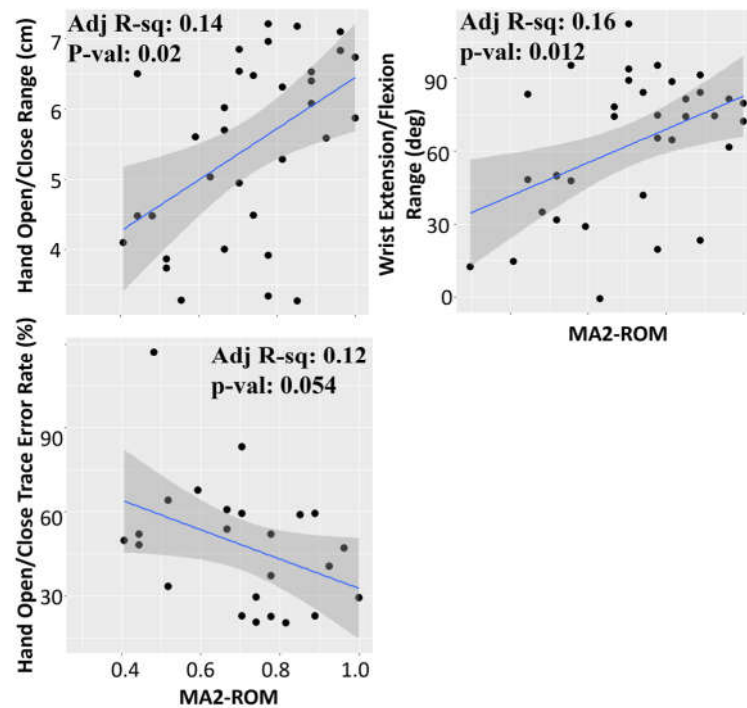 Adj R-sq: 0.14
P-val: 0.02
Hand Open/Close Range (cm)
7
6
5
4
Adj R-sq: 0.16
p-val: 0.012
Wrist Extension/Flexion
Range (deg)
90
60
30
0
MA2-ROM
Adj R-sq: 0.12
p-val: 0.054
Hand Open/Close Trace Error Rate (%)
90
60
30
0.4 0.6 0.8 1.0
MA2-ROM